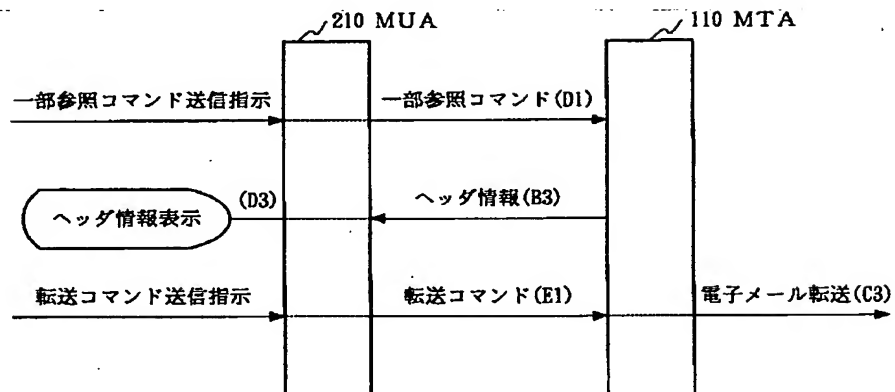 210 MUA
110 MTA
一部参照コマンド送信指示
一部参照コマンド(D1)
ヘッダ情報表示
(D3)
ヘッダ情報(B3)
転送コマンド送信指示
転送コマンド(E1)
電子メール転送(C3)